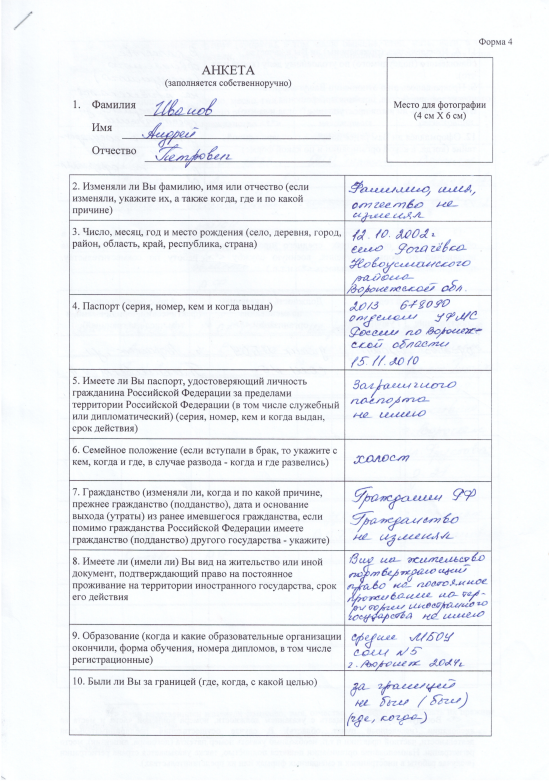 Форма 4
АНКЕТА
(заполняется собственноручно)
Место для фотографии
(4 см X 6 см)
1. Фамилия Иванов
Имя Андрей
Отчество Петрович
2. Изменяли ли Вы фамилию, имя или отчество (если
изменяли, укажите их, а также когда, где и по какой
причине)
Фамилию, имя,
отчество не
изменял
3. Число, месяц, год и место рождения (село, деревня, город,
район, область, край, республика, страна)
12.10.2002г
село Рогачёвка
Новоусманского
района
Воронежской обл.
4. Паспорт (серия, номер, кем и когда выдан)
2013 678090
отделом УФМС
России по Воронеж-
ской области
15.11.2010
5. Имеете ли Вы паспорт, удостоверяющий личность
гражданина Российской Федерации за пределами
территории Российской Федерации (в том числе служебный
или дипломатический) (серия, номер, кем и когда выдан,
срок действия)
Заграничного
паспорта
не имею
6. Семейное положение (если вступали в брак, то укажите с
кем, когда и где, в случае развода - когда и где развелись)
холост
7. Гражданство (изменяли ли, когда и по какой причине,
прежнее гражданство (подданство), дата и основание
выхода (утраты) из ранее имевшегося гражданства, если
помимо гражданства Российской Федерации имеете
гражданство (подданство) другого государства - укажите)
Гражданин РФ
Гражданство
не изменял
8. Имеете ли (имели ли) Вы вид на жительство или иной
документ, подтверждающий право на постоянное
проживание на территории иностранного государства, срок
его действия
Вид на жительство
подтверждающий
право на постоянное
проживание на тер-
ритории иностранного
государства не имею
9. Образование (когда и какие образовательные организации
окончили, форма обучения, номера дипломов, в том числе
регистрационные)
среднее МБОУ
сош №5
г. Воронеж 2021г.
10. Были ли Вы за границей (где, когда, с какой целью)
за границей
не был (был)
(где, когда)